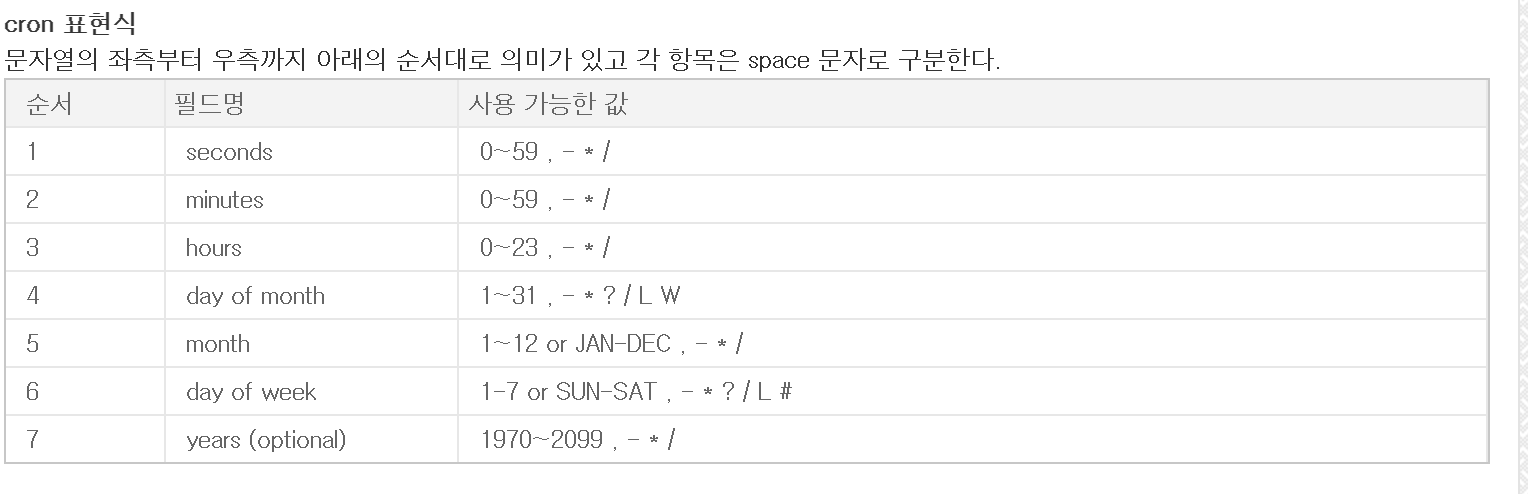 cron 표현식
문자열의 좌측부터 우측까지 아래의 순서대로 의미가 있고 각 항목은 space 문자로 구분한다.
순서 필드명 사용 가능한 값
1 seconds 0~59 , - * /
2 minutes 0~59 , - * /
3 hours 0~23 , - * /
4 day of month 1~31 , - * ? / L W
5 month 1~12 or JAN-DEC , - * /
6 day of week 1-7 or SUN-SAT , - * ? / L #
7 years (optional) 1970~2099 , - * /